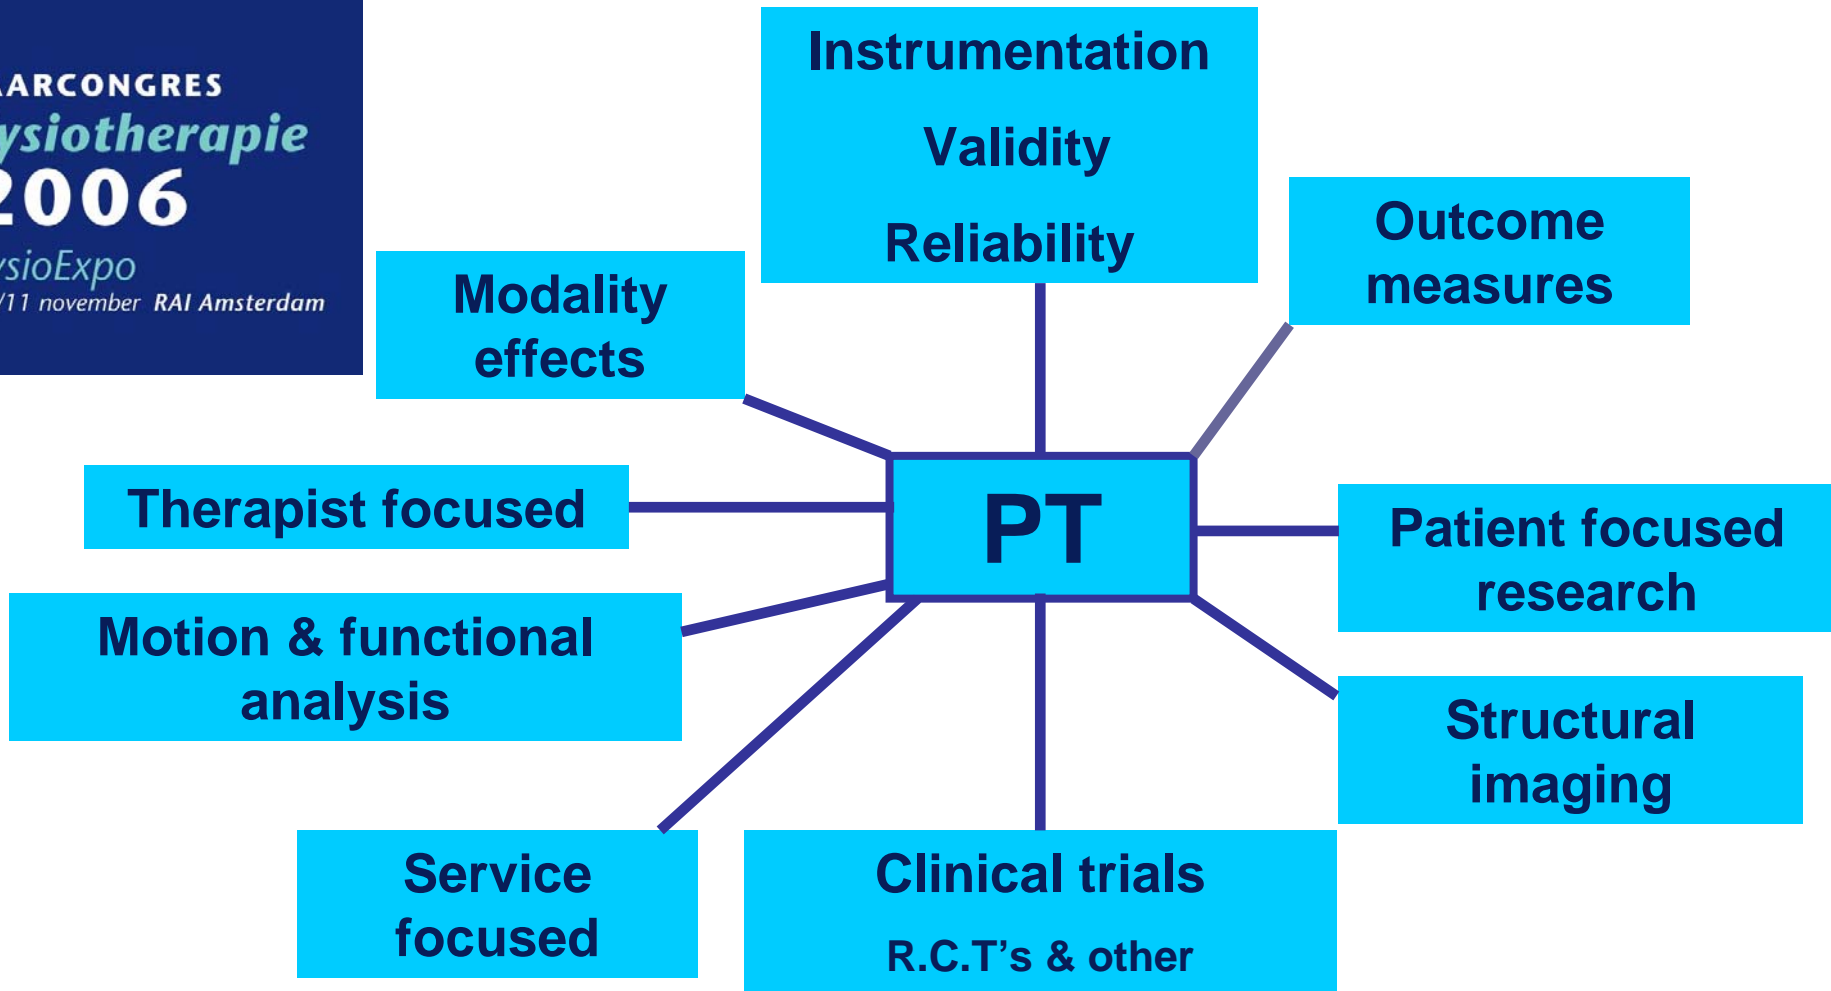 AARCONGRES
ysiotherapie
2006
ysioExpo
/11 november RAI Amsterdam
Instrumentation
Validity
Reliability
Outcome
measures
Modality
effects
Therapist focused
PT
Patient focused
research
Motion & functional
analysis
Structural
imaging
Service
focused
Clinical trials
R.C.T's & other